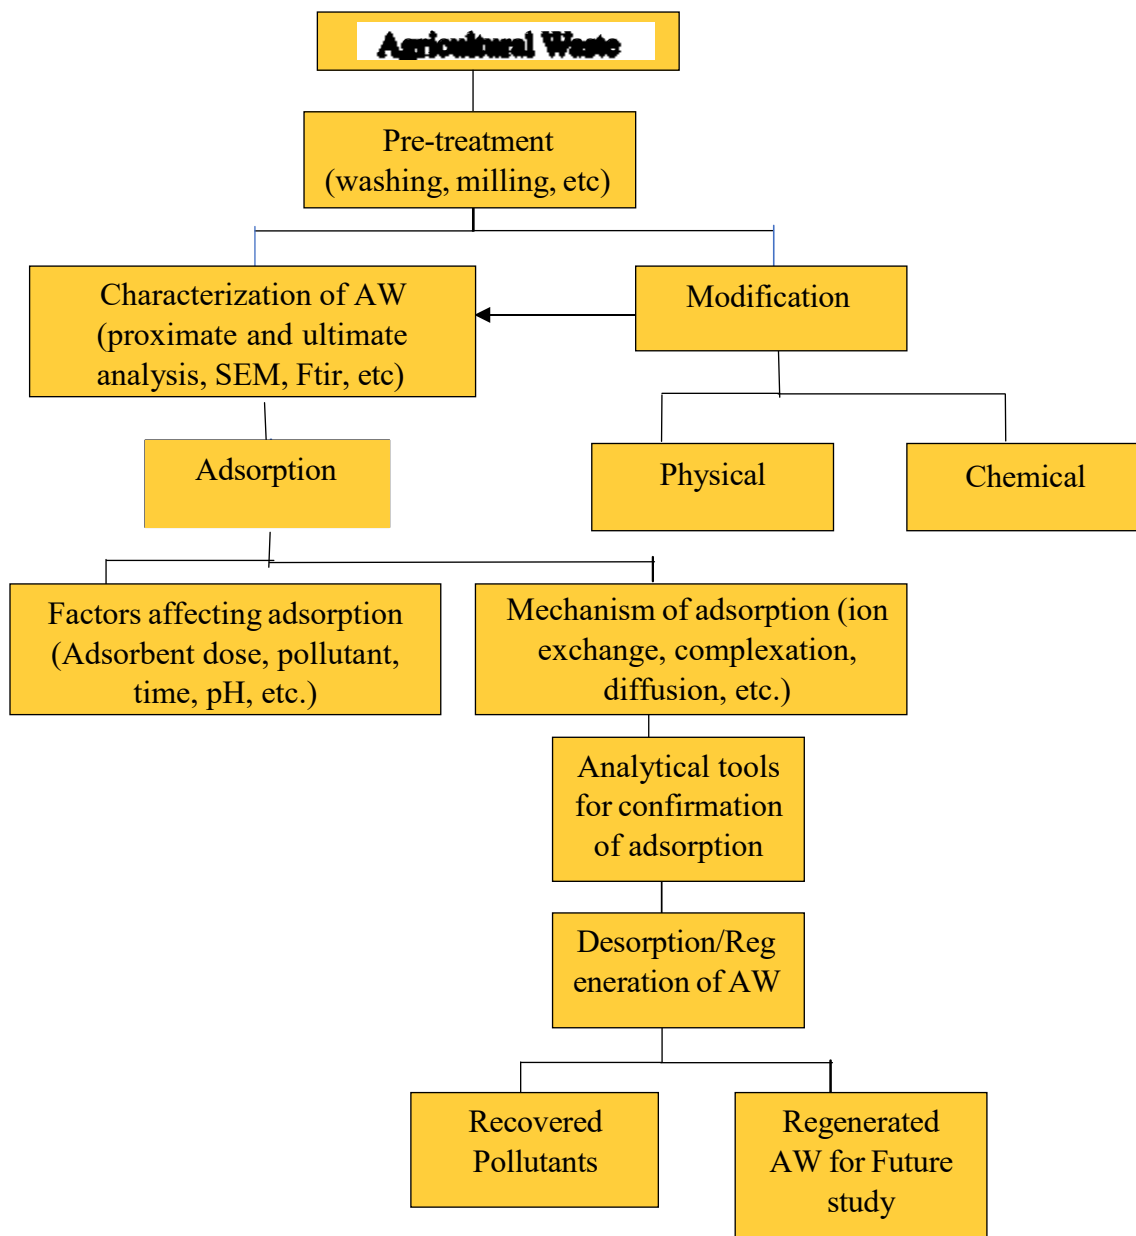 Agricultural Waste
Pre-treatment
(washing, milling, etc)
Characterization of AW
(proximate and ultimate
analysis, SEM, Ftir, etc)
Modification
Adsorption
Physical
Chemical
Factors affecting adsorption
(Adsorbent dose, pollutant,
time, pH, etc.)
Mechanism of adsorption (ion
exchange, complexation,
diffusion, etc.)
Analytical tools
for confirmation
of adsorption
Desorption/Reg
eneration of AW
Recovered
Pollutants
Regenerated
AW for Future
study